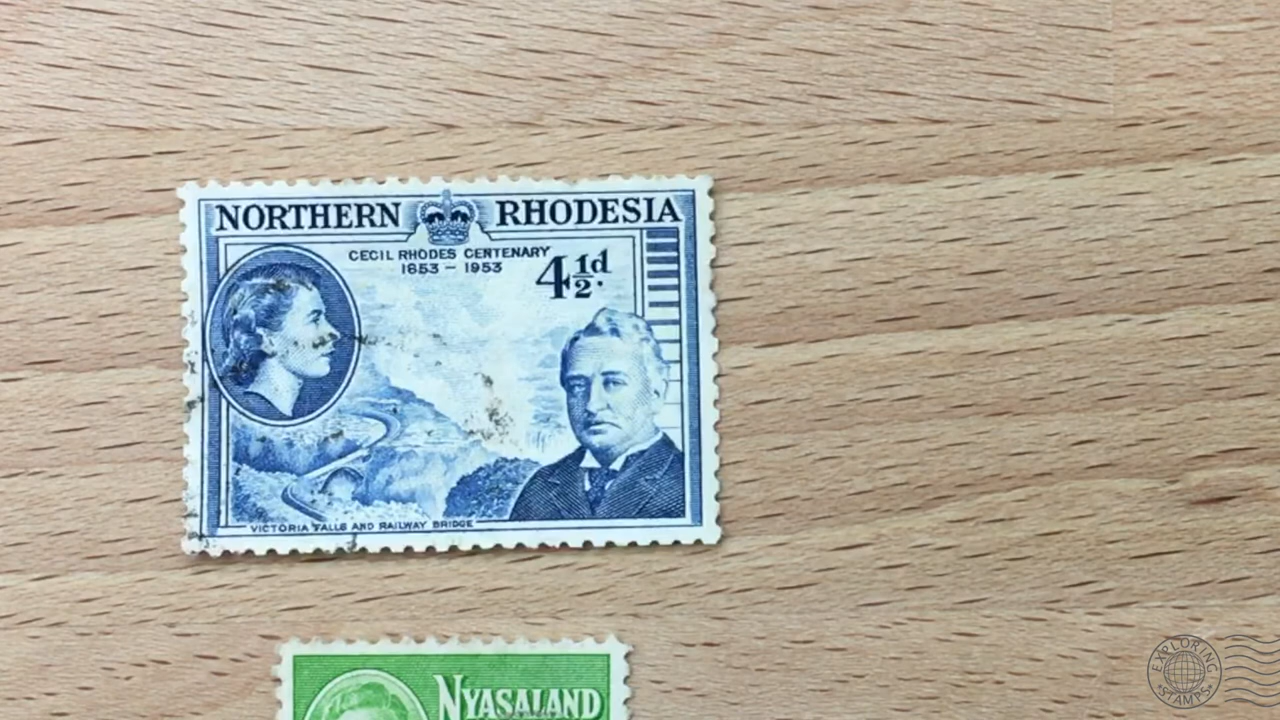 NORTHERN RHODESIA
CECIL RHODES CENTENARY
1853 - 1953
4½d.
VICTORIA FALLS AND RAILWAY BRIDGE
NYASALAND
EXPLORING
STAMPS